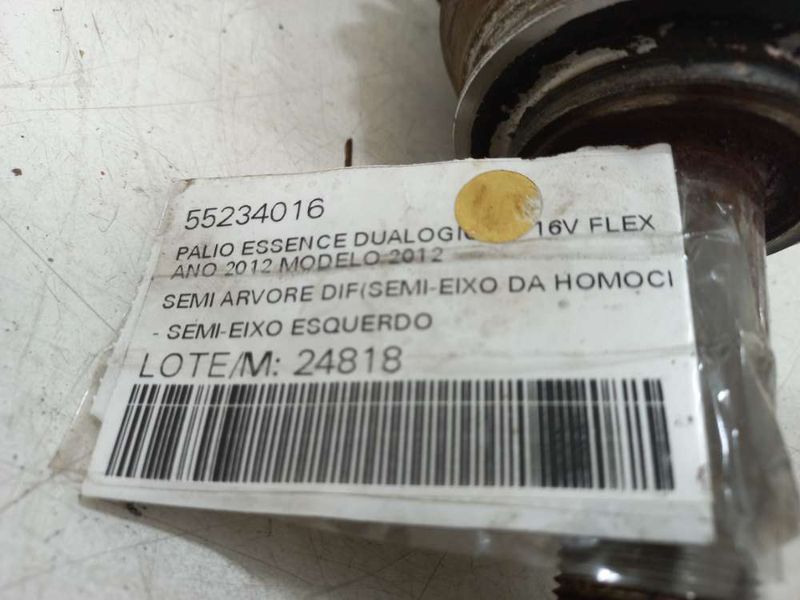 55234016
PALIO ESSENCE DUALOGIC 16V FLEX
ANO 2012 MODELO 2012
SEMI ARVORE DIF(SEMI-EIXO DA HOMOCI
- SEMI-EIXO ESQUERDO
LOTE/M: 24818